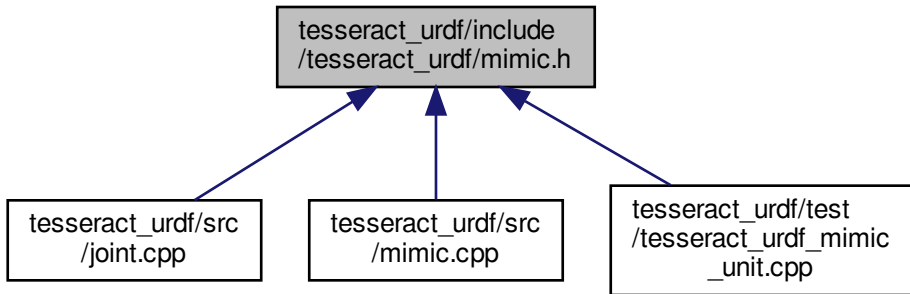 tesseract_urdf/include
/tesseract_urdf/mimic.h
tesseract_urdf/src
/joint.cpp
tesseract_urdf/src
/mimic.cpp
tesseract_urdf/test
/tesseract_urdf_mimic
_unit.cpp